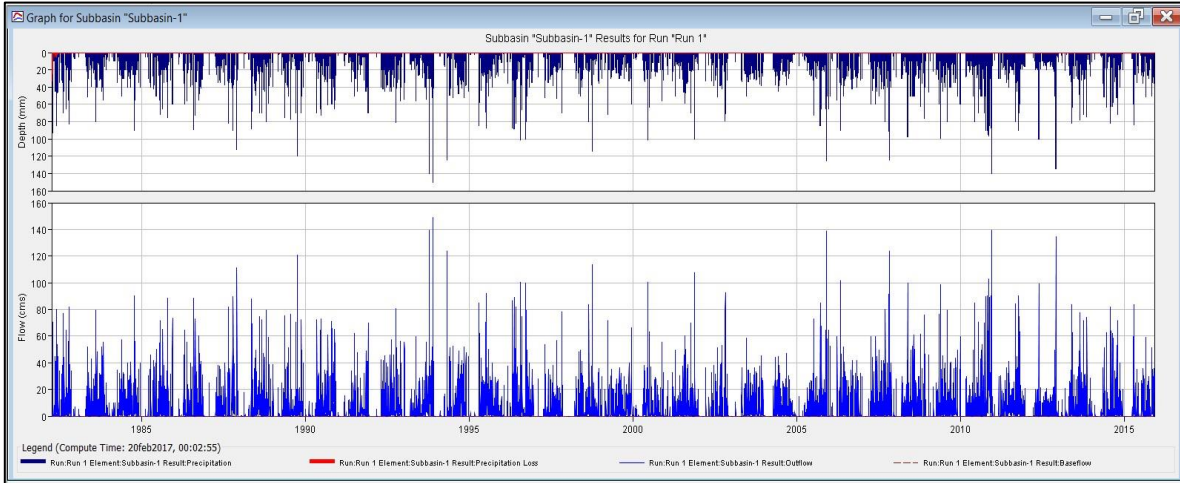 Graph for Subbasin "Subbasin-1"
Subbasin "Subbasin-1" Results for Run "Run 1"
0
20
40
60
80
100
120
140
160
Depth (mm)
160
140
120
100
80
60
40
20
0
Flow (cms)
1985 1990 1995 2000 2005 2010 2015
Legend (Compute Time: 20feb2017, 00:02:55)
Run:Run 1 Element:Subbasin-1 Result:Precipitation Run:Run 1 Element:Subbasin-1 Result:Precipitation Loss Run:Run 1 Element:Subbasin-1 Result:Outflow Run:Run 1 Element:Subbasin-1 Result:Baseflow